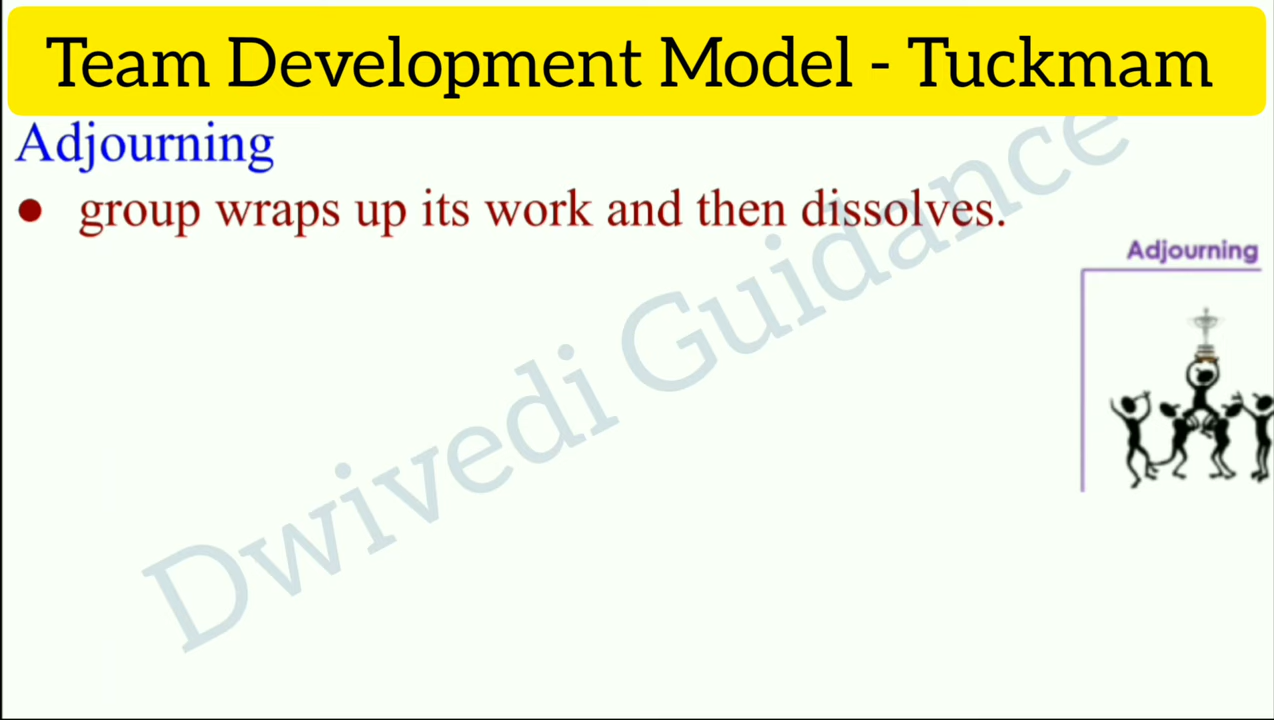 Team Development Model - Tuckmam
Adjourning
● group wraps up its work and then dissolves.
Adjourning
Dwivedi Guidance